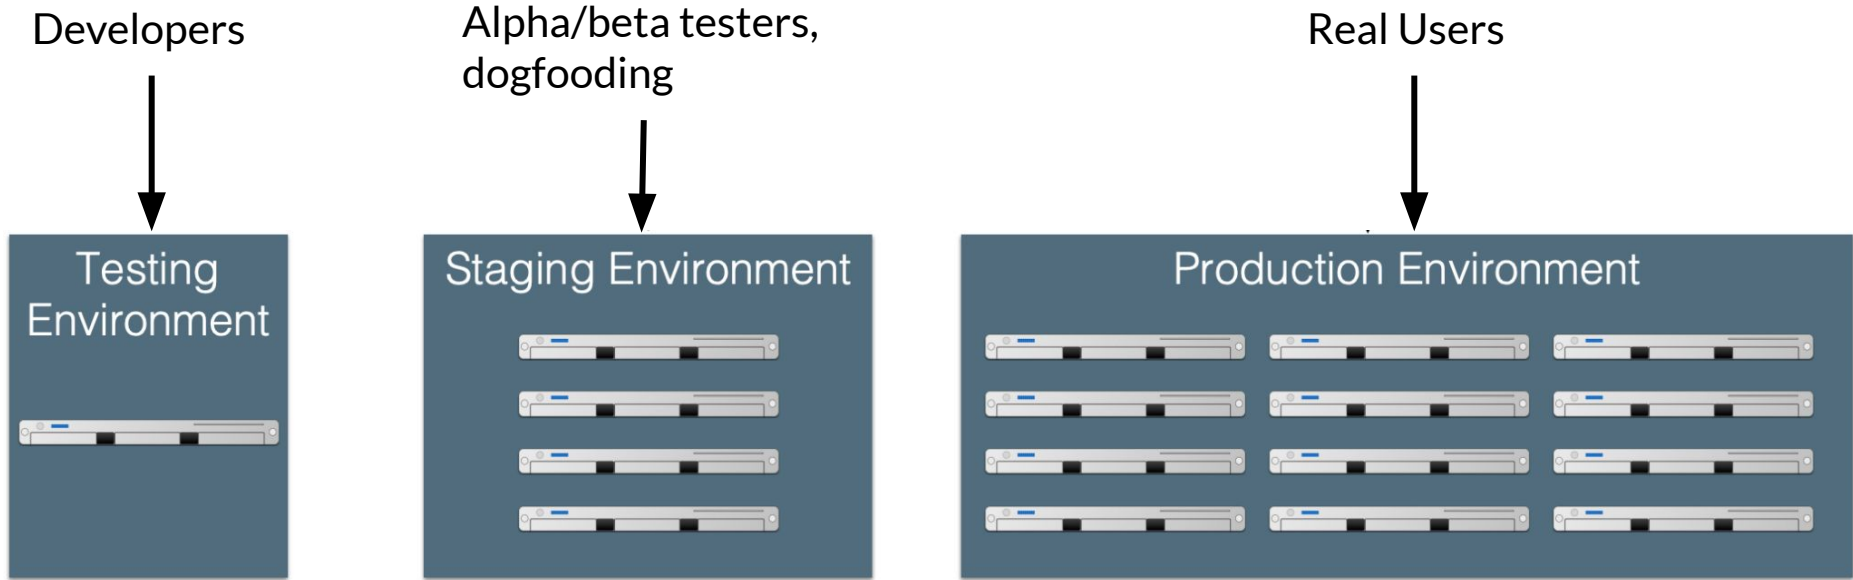 Developers
Alpha/beta testers,
dogfooding
Real Users
Testing
Environment
Staging Environment
Production Environment